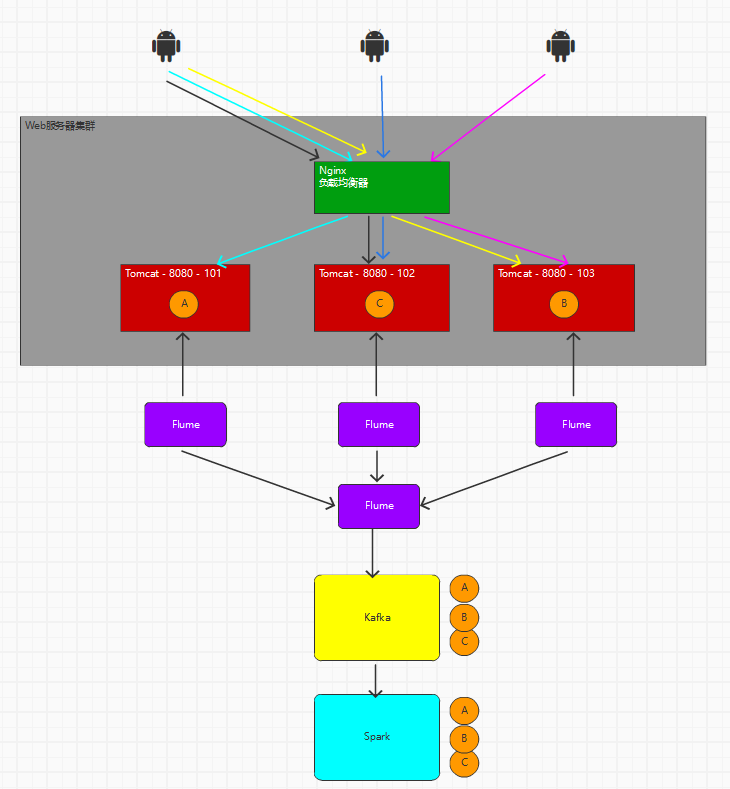 Web服务器集群
Nginx
负载均衡器
Tomcat - 8080 - 101
Tomcat - 8080 - 102
Tomcat - 8080 - 103
A
C
B
Flume
Flume
Flume
Flume
Kafka
A
B
C
Spark
A
B
C